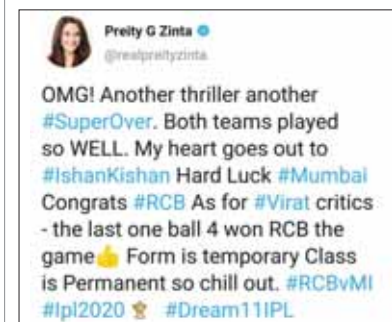 Preity G Zinta
@realpreityzinta
OMG! Another thriller another
#SuperOver. Both teams played
so WELL. My heart goes out to
#IshanKishan Hard Luck #Mumbai
Congrats #RCB As for #Virat critics
- the last one ball 4 won RCB the
game👍 Form is temporary Class
is Permanent so chill out. #RCBvMI
#Ipl2020 🏆 #Dream11IPL